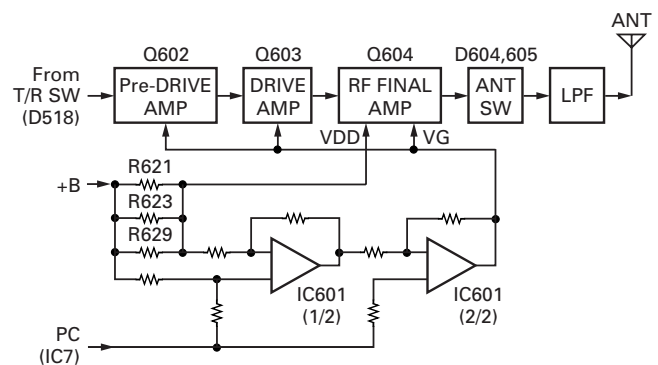 ANT
Q602
Q603
Q604
D604,605
From
T/R SW
(D518)
Pre-DRIVE
AMP
DRIVE
AMP
RF FINAL
AMP
ANT
SW
LPF
VDD
VG
R621
+B
R623
R629
IC601
(1/2)
IC601
(2/2)
PC
(IC7)